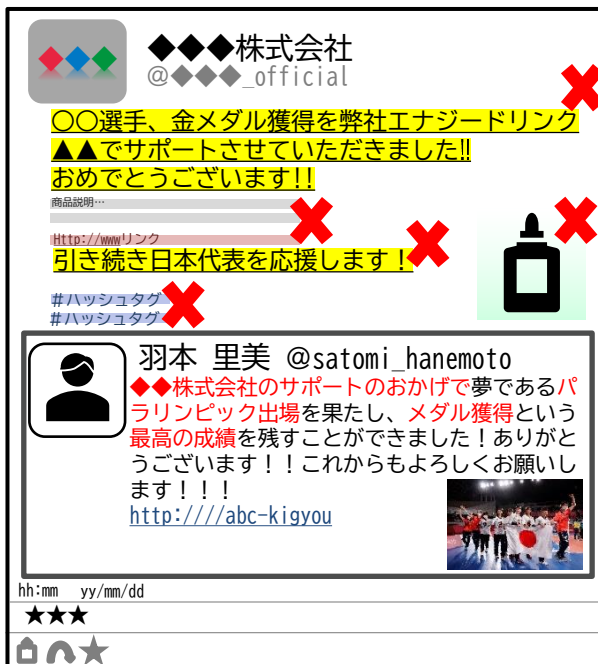 ◆◆◆株式会社
@◆◆◆_official
〇〇選手、金メダル獲得を弊社エナジードリンク
▲▲でサポートさせていただきました!!
おめでとうございます!!
商品説明…
Http://wwwリンク
引き続き日本代表を応援します!
#ハッシュタグ
#ハッシュタグ
羽本 里美 @satomi_hanemoto
◆◆株式会社のサポートのおかげで夢であるパ
ラリンピック出場を果たし、メダル獲得という
最高の成績を残すことができました！ありがと
うございます！！これからもよろしくお願いし
ます！！！
http:////abc-kigyou
hh:mm yy/mm/dd
★★★